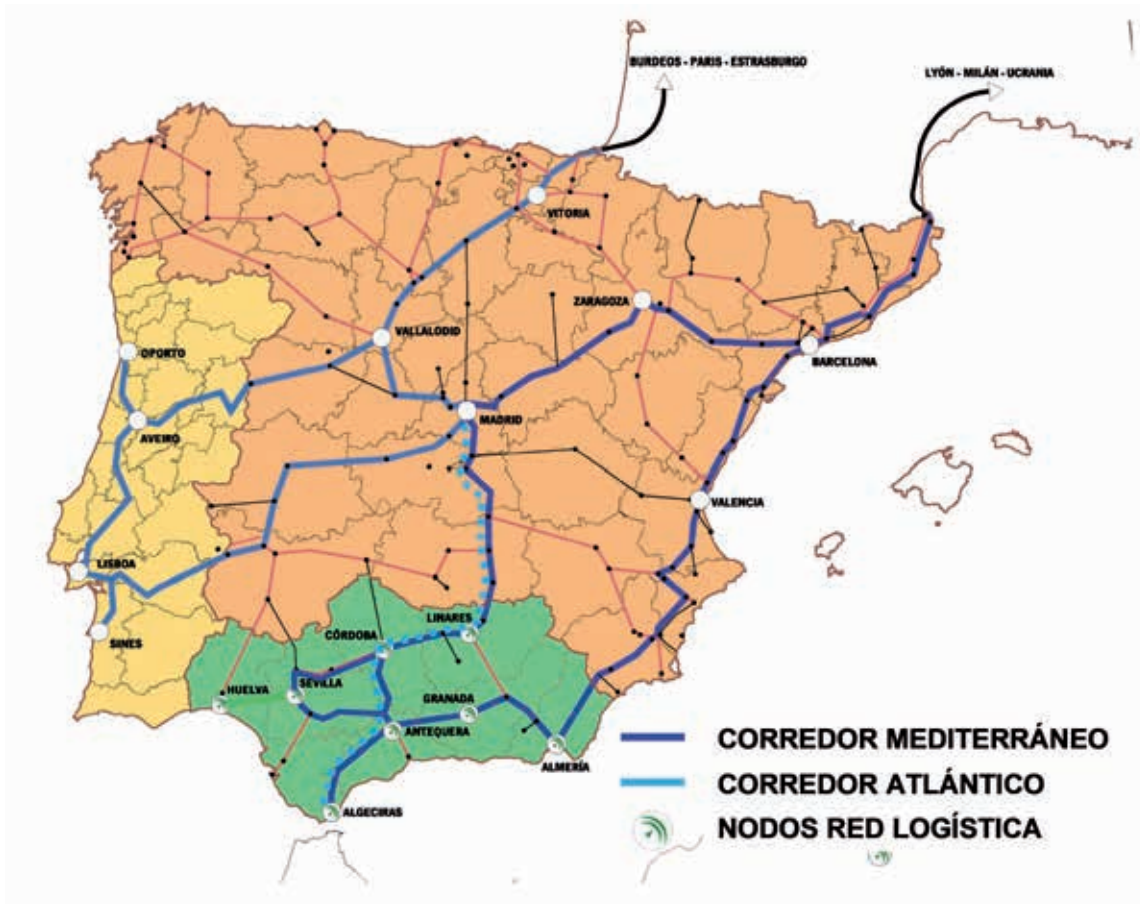 BURDEOS - PARIS - ESTRASBURGO
LYÓN - MILÁN - UCRANIA
VITORIA
ZARAGOZA
VALLALODID
OPORTO
BARCELONA
MADRID
AVEIRO
VALENCIA
LISBOA
LINARES
CÓRDOBA
SINES
HUELVA
SEVILLA
GRANADA
ANTEQUERA
ALMERÍA
ALGECIRAS
CORREDOR MEDITERRÁNEO
CORREDOR ATLÁNTICO
NODOS RED LOGÍSTICA